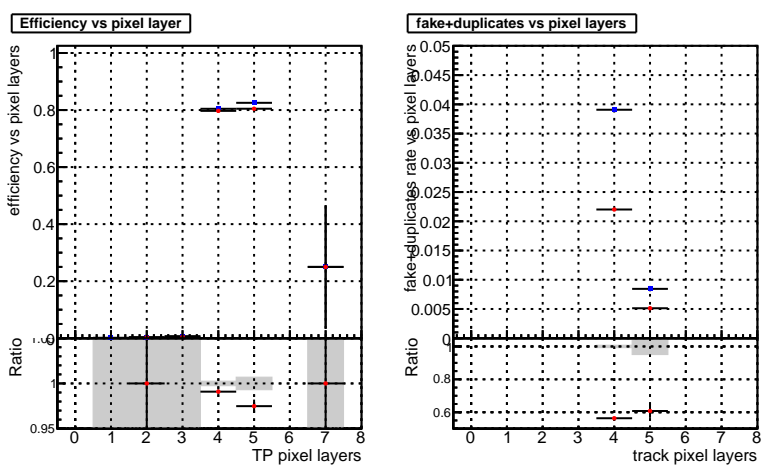 Efficiency vs pixel layer
efficiency vs pixel layers
1
0.8
0.6
0.4
0.2
0
Ratio
1
0.95
0 1 2 3 4 5 6 7 8
TP pixel layers
fake+duplicates vs pixel layers
fake+duplicates rate vs pixel layers
0.05
0.045
0.04
0.035
0.03
0.025
0.02
0.015
0.01
0.005
0
Ratio
1
0.8
0.6
0 1 2 3 4 5 6 7 8
track pixel layers